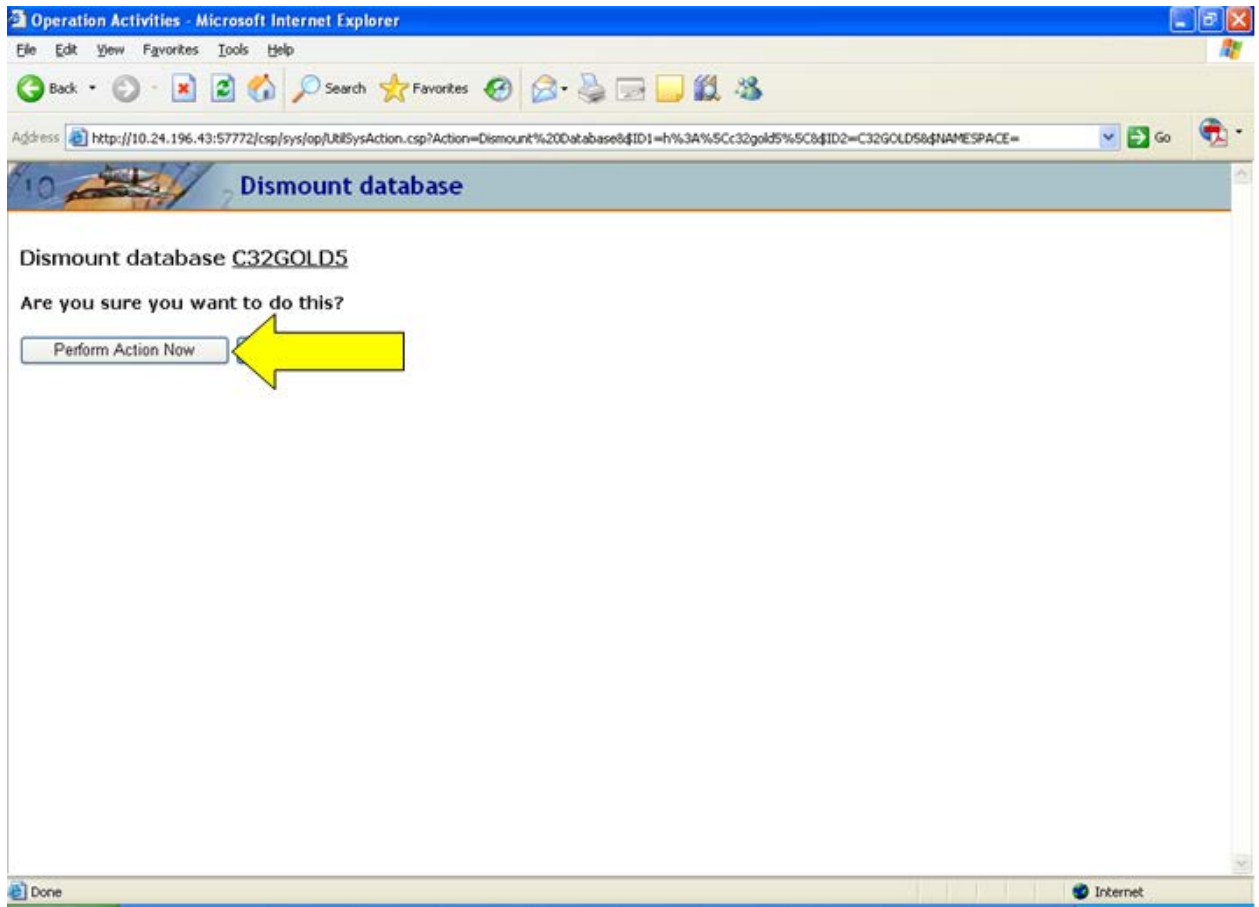 Operation Activities - Microsoft Internet Explorer
File Edit View Favorites Tools Help
Back Search Favorites
Address http://10.24.196.43:57772/csp/sys/op/UtilSysAction.csp?Action=Dismount%20Database&$ID1=h%3A%5Cc32gold5%5C&$ID2=C32GOLD5&$NAMESPACE= Go
10 Dismount database
2
Dismount database C32GOLD5
Are you sure you want to do this?
Perform Action Now
Done Internet